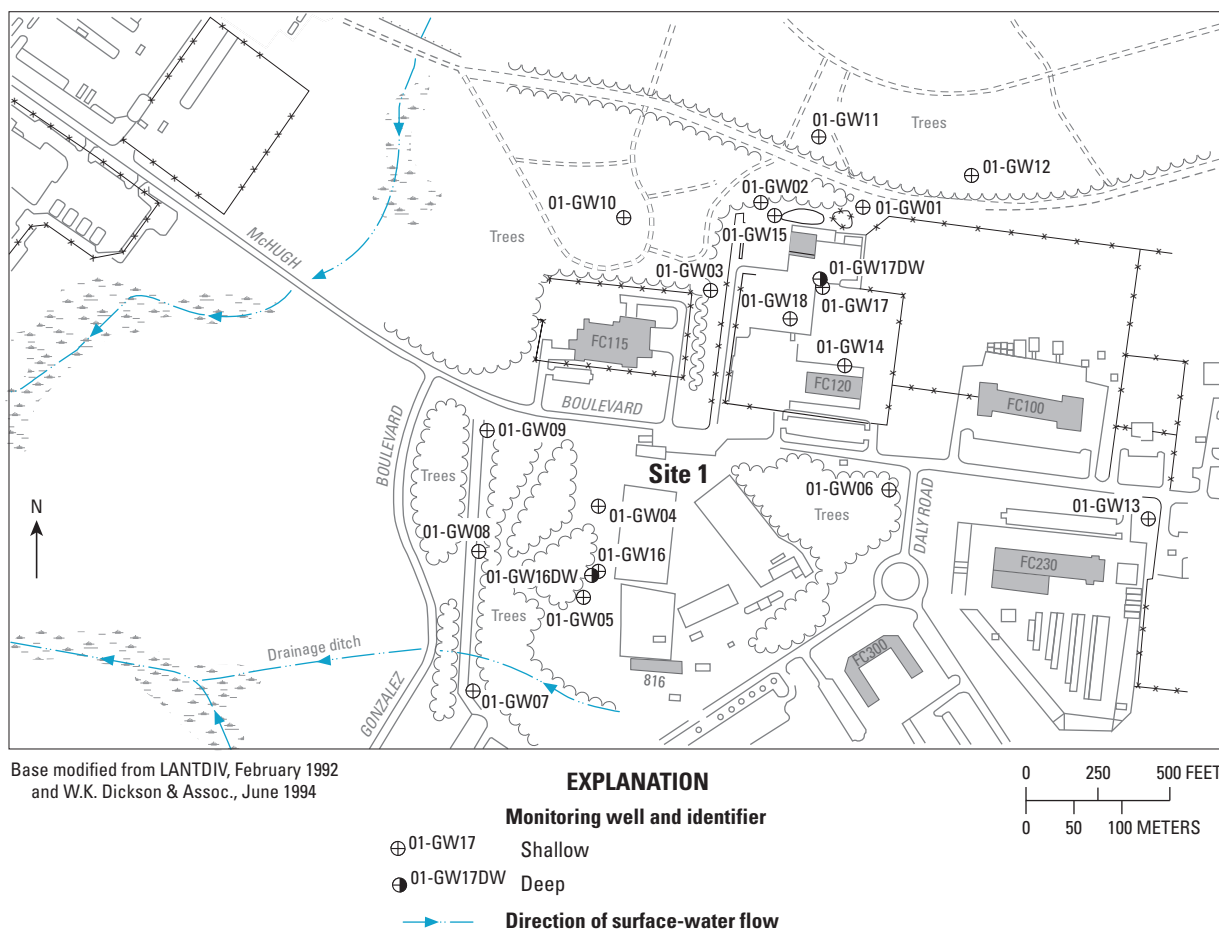 01-GW11
Trees
01-GW12
01-GW02
01-GW10
01-GW01
01-GW15
McHUGH
Trees
01-GW03
01-GW17DW
01-GW18
01-GW17
FC115
01-GW14
FC120
BOULEVARD
FC100
BOULEVARD
01-GW09
Trees
Site 1
01-GW06
Trees
01-GW04
DALY ROAD
01-GW13
N
01-GW08
01-GW16
01-GW16DW
FC230
01-GW05
Trees
Drainage ditch
FC300
816
01-GW07
GONZALEZ
Base modified from LANTDIV, February 1992
and W.K. Dickson & Assoc., June 1994
EXPLANATION
Monitoring well and identifier
01-GW17 Shallow
01-GW17DW Deep
Direction of surface-water flow
0 250 500 FEET
0 50 100 METERS